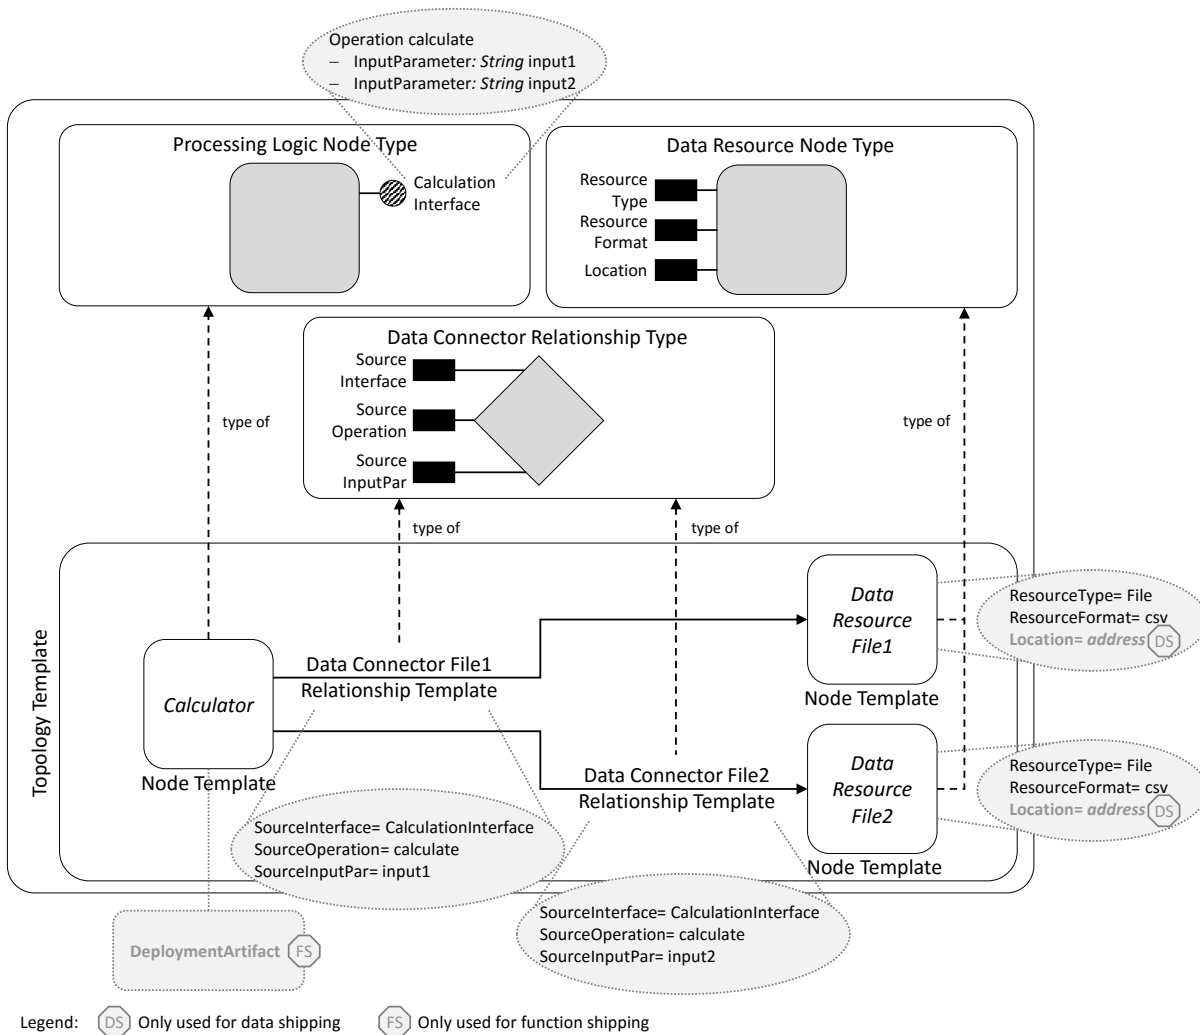 Operation calculate
– InputParameter: String input1
– InputParameter: String input2
Processing Logic Node Type
Calculation
Interface
Data Resource Node Type
Resource
Type
Resource
Format
Location
Data Connector Relationship Type
Source
Interface
Source
Operation
Source
InputPar
type of
type of
type of
type of
Topology Template
Calculator
Node Template
Data Connector File1
Relationship Template
Data
Resource
File1
Node Template
ResourceType= File
ResourceFormat= csv
Location= address DS
Data Connector File2
Relationship Template
Data
Resource
File2
Node Template
ResourceType= File
ResourceFormat= csv
Location= address DS
SourceInterface= CalculationInterface
SourceOperation= calculate
SourceInputPar= input1
SourceInterface= CalculationInterface
SourceOperation= calculate
SourceInputPar= input2
DeploymentArtifact FS
Legend: DS Only used for data shipping FS Only used for function shipping